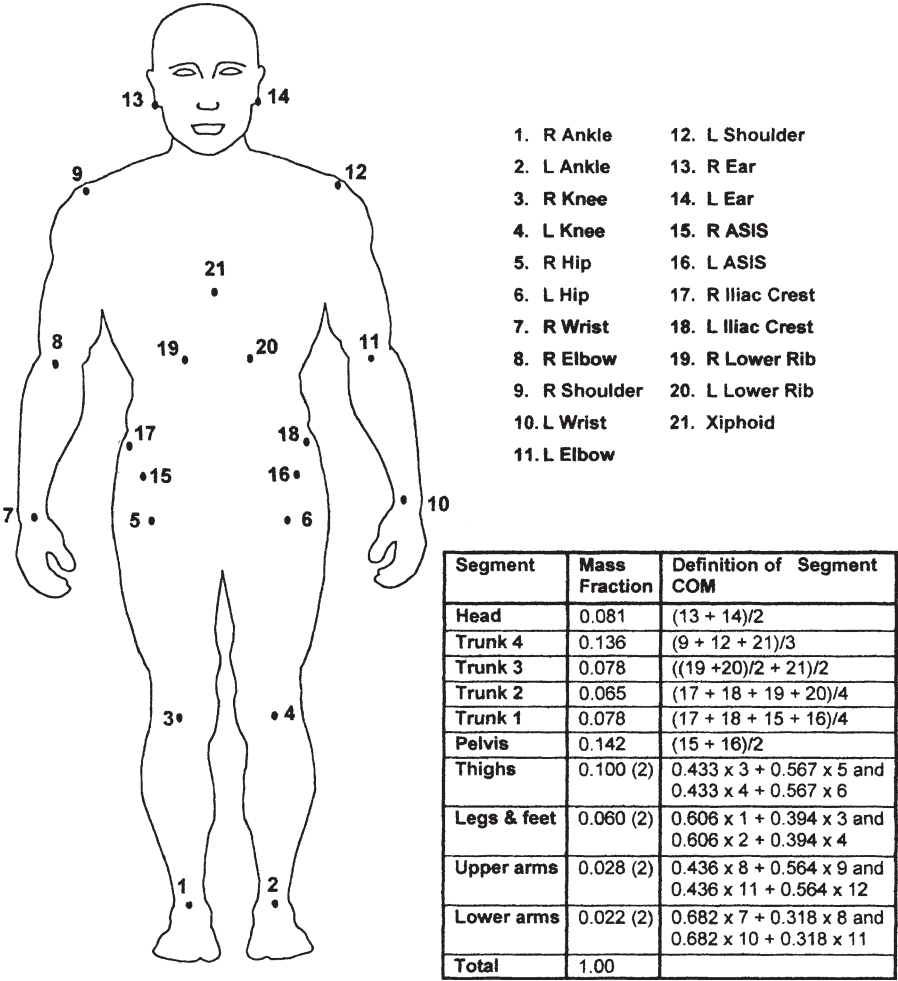 13
14
9
12
21
8
19
20
11
17
18
15
16
7
5
6
10
3
4
1
2
1. R Ankle
2. L Ankle
3. R Knee
4. L Knee
5. R Hip
6. L Hip
7. R Wrist
8. R Elbow
9. R Shoulder
10. L Wrist
11. L Elbow
12. L Shoulder
13. R Ear
14. L Ear
15. R ASIS
16. L ASIS
17. R Iliac Crest
18. L Iliac Crest
19. R Lower Rib
20. L Lower Rib
21. Xiphoid
Segment Mass Fraction Definition of Segment COM
Head 0.081 (13 + 14)/2
Trunk 4 0.136 (9 + 12 + 21)/3
Trunk 3 0.078 ((19 +20)/2 + 21)/2
Trunk 2 0.065 (17 + 18 + 19 + 20)/4
Trunk 1 0.078 (17 + 18 + 15 + 16)/4
Pelvis 0.142 (15 + 16)/2
Thighs 0.100 (2) 0.433 x 3 + 0.567 x 5 and
0.433 x 4 + 0.567 x 6
Legs & feet 0.060 (2) 0.606 x 1 + 0.394 x 3 and
0.606 x 2 + 0.394 x 4
Upper arms 0.028 (2) 0.436 x 8 + 0.564 x 9 and
0.436 x 11 + 0.564 x 12
Lower arms 0.022 (2) 0.682 x 7 + 0.318 x 8 and
0.682 x 10 + 0.318 x 11
Total 1.00